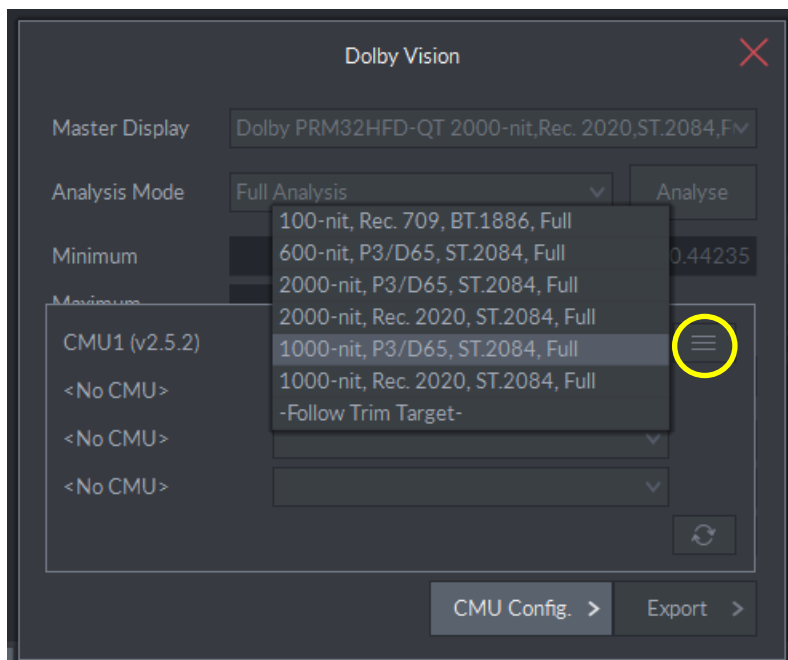 Dolby Vision
Master Display Dolby PRM32HFD-QT 2000-nit,Rec. 2020,ST.2084,F
Analysis Mode Full Analysis Analyse
100-nit, Rec. 709, BT.1886, Full
Minimum 600-nit, P3/D65, ST.2084, Full 0.44235
2000-nit, P3/D65, ST.2084, Full
Maximum
2000-nit, Rec. 2020, ST.2084, Full
CMU1 (v2.5.2) 1000-nit, P3/D65, ST.2084, Full
<No CMU> 1000-nit, Rec. 2020, ST.2084, Full
-Follow Trim Target-
<No CMU>
<No CMU>
CMU Config. > Export >